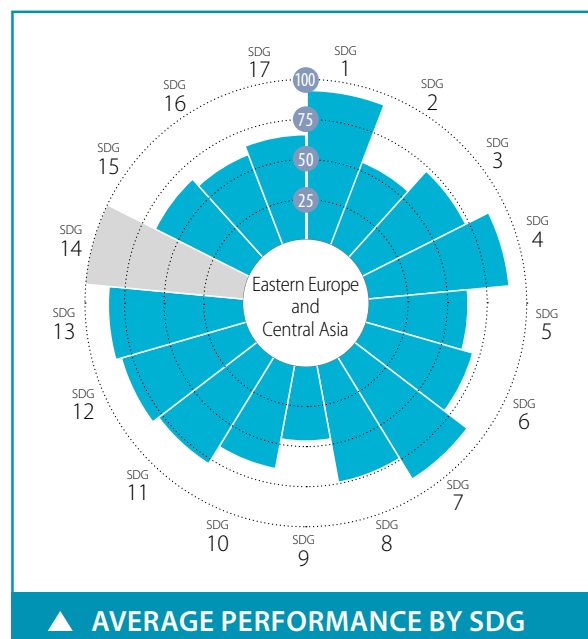 SDG
1
SDG
2
SDG
3
SDG
4
SDG
5
SDG
6
SDG
7
SDG
8
SDG
9
SDG
10
SDG
11
SDG
12
SDG
13
SDG
14
SDG
15
SDG
16
SDG
17
100
75
50
25
Eastern Europe
and
Central Asia
▲ AVERAGE PERFORMANCE BY SDG